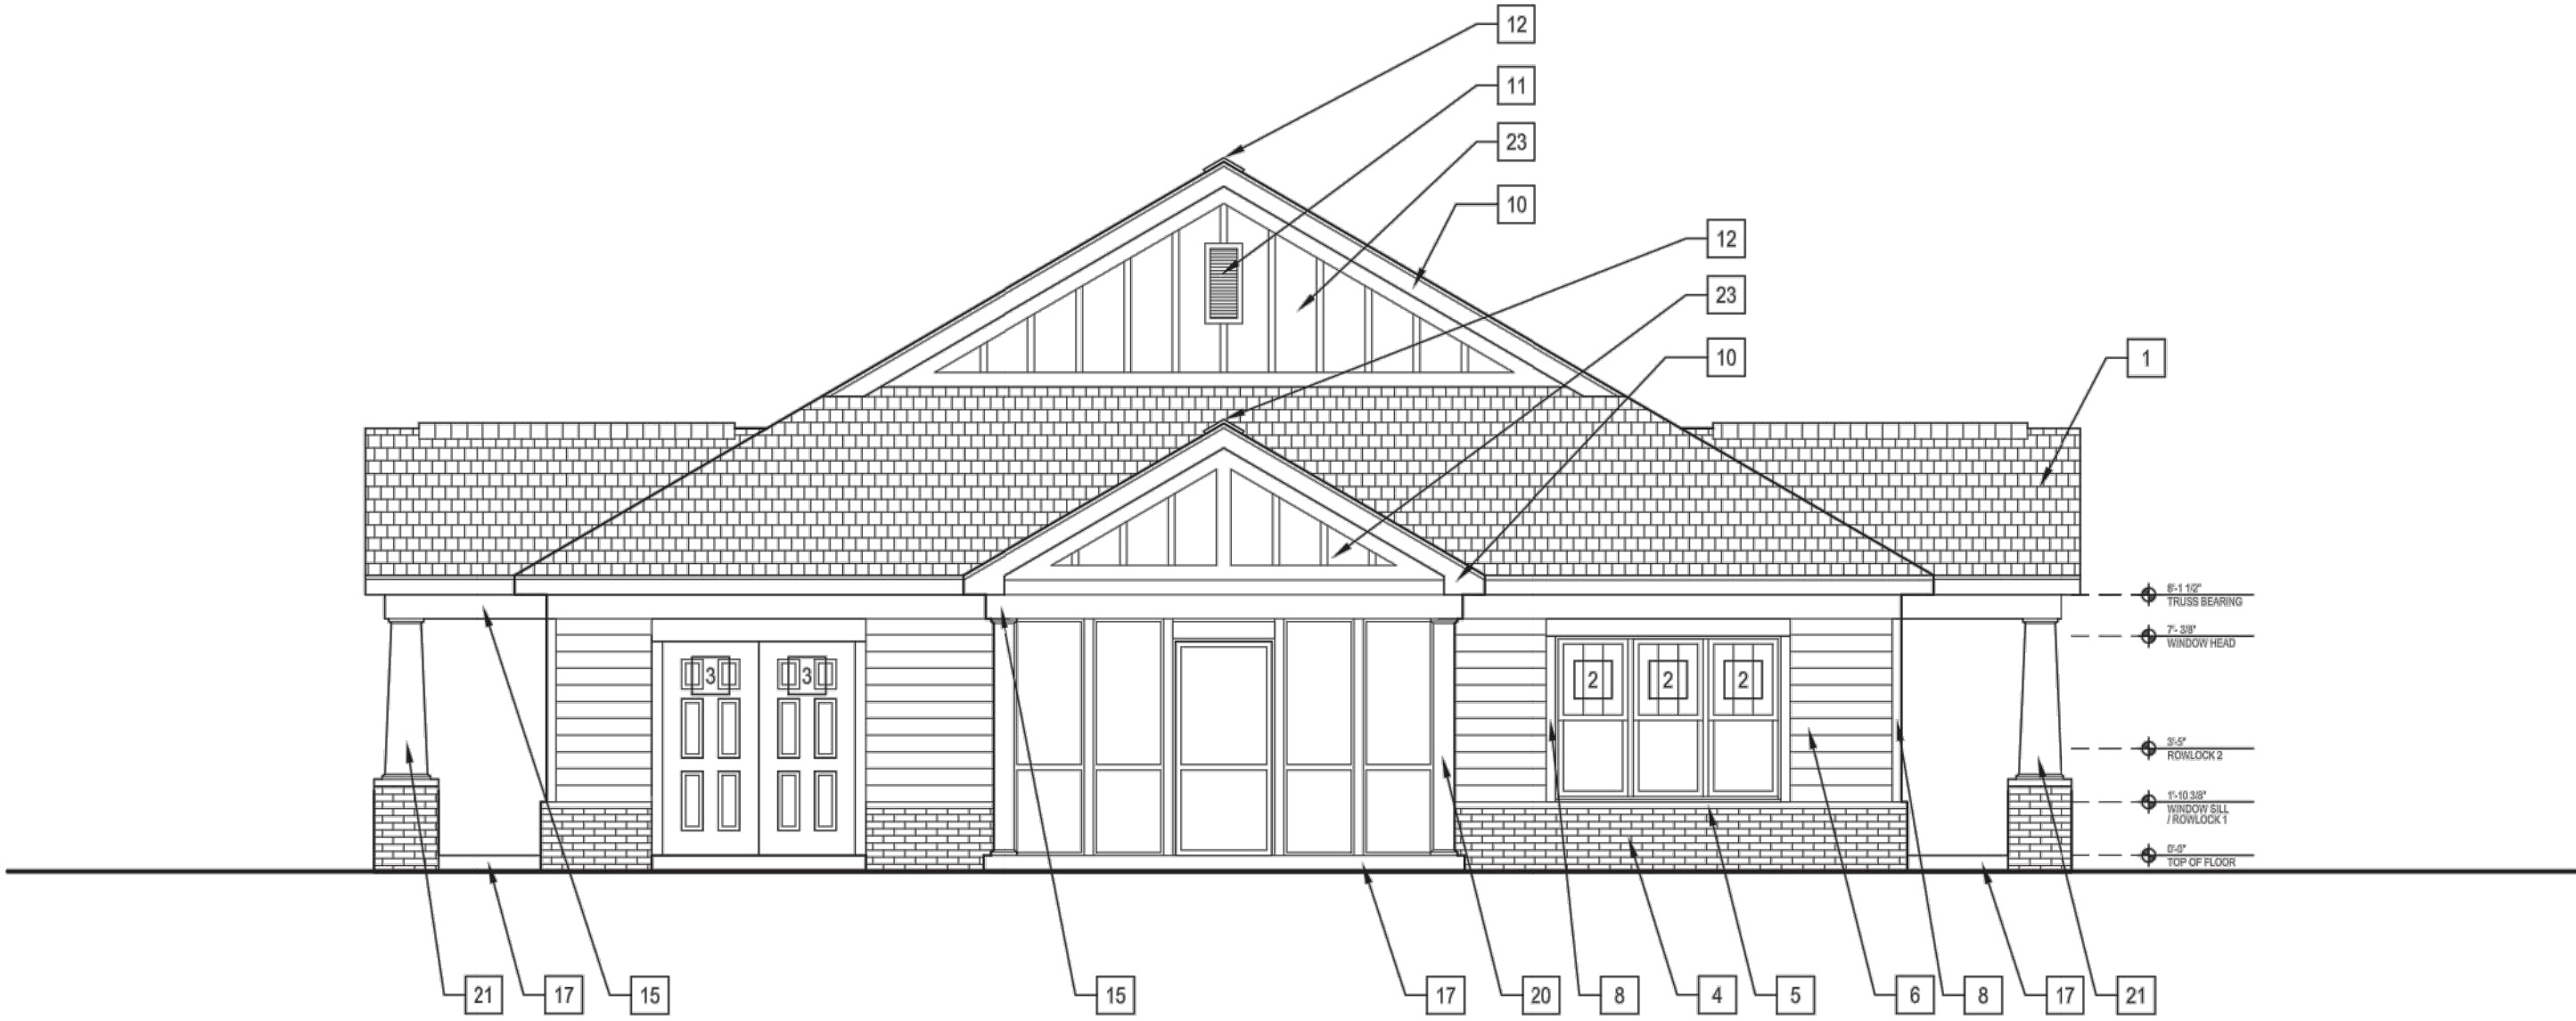 12
11
23
10
12
23
10
1
8'-1 1/2"
TRUSS BEARING
7'- 3/8"
WINDOW HEAD
3 3
2 2 2
3'-5"
ROWLOCK 2
1'-10 3/8"
WINDOW SILL
/ ROWLOCK 1
0'-0"
TOP OF FLOOR
21 17 15 15 17 20 8 4 5 6 8 17 21